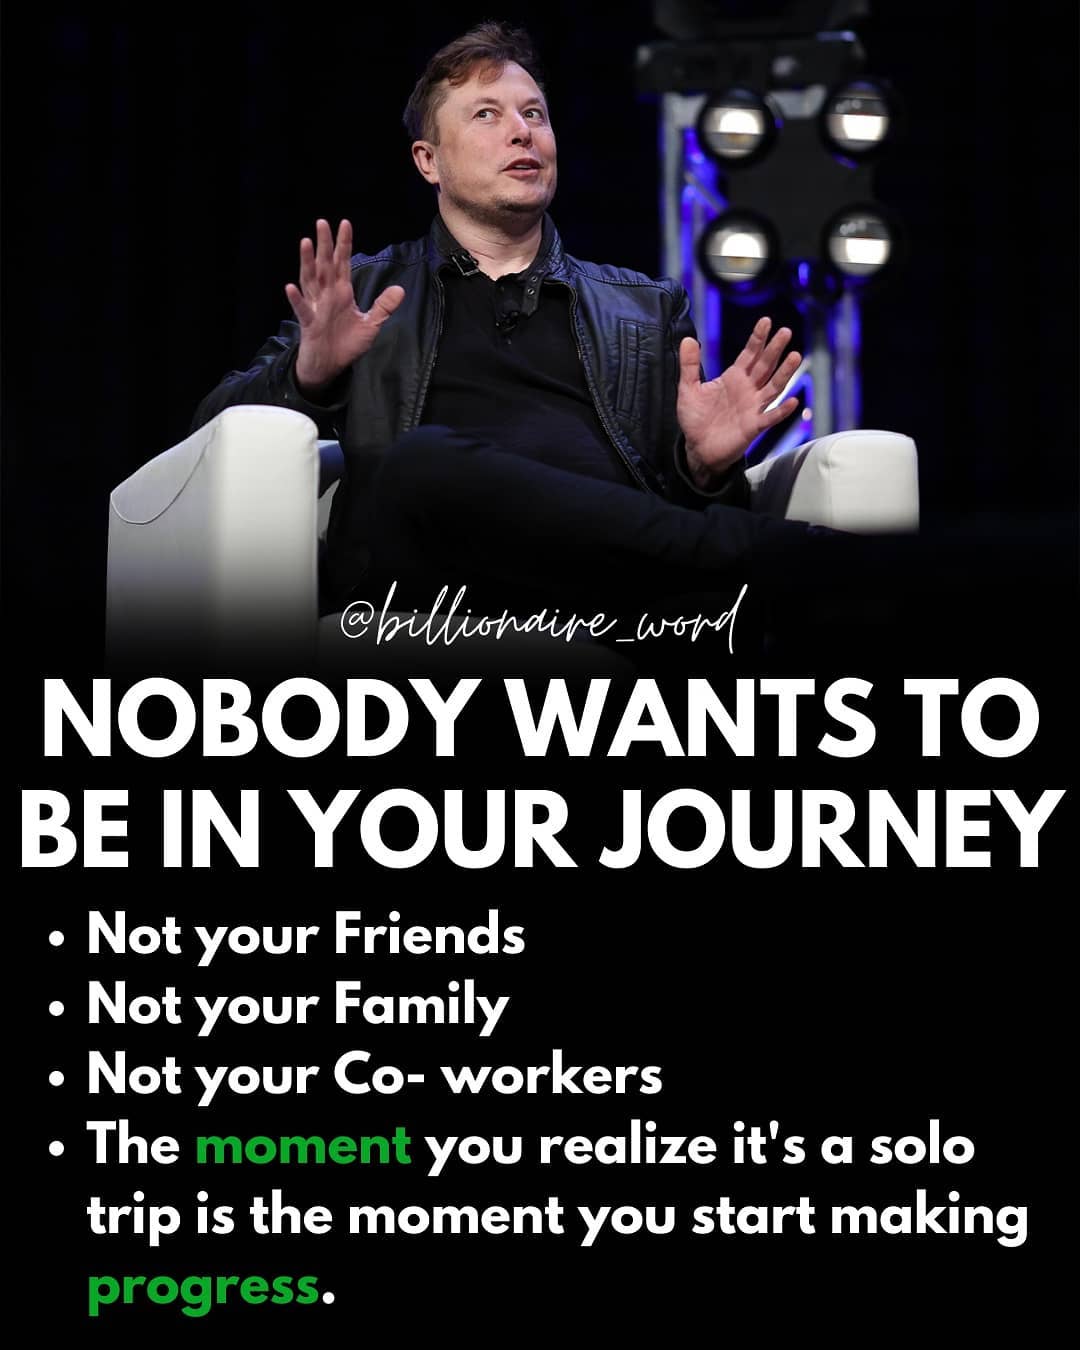 @billionaire_word
NOBODY WANTS TO
BE IN YOUR JOURNEY
• Not your Friends
• Not your Family
• Not your Co- workers
• The moment you realize it's a solo
trip is the moment you start making
progress.